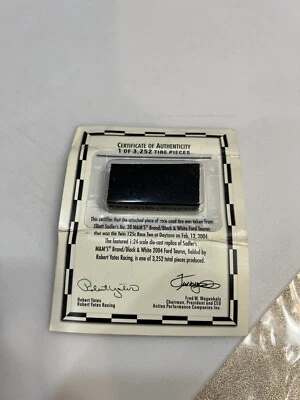 CERTIFICATE OF AUTHENTICITY
1 OF 3,252 TIRE PIECES
This certifies that the attached piece of race used tire was taken from
Elliott Sadler's No. 38 M&M'S® Brand/Black & White Ford Taurus
that won the Twin 125s Race Two at Daytona on Feb. 12, 2004.
The featured 1:24-scale die-cast replica of Sadler's
M&M'S® Brand/Black & White 2004 Ford Taurus, fielded by
Robert Yates Racing, is one of 3,252 total pieces produced.
Robert Yates
Robert Yates Racing
Fred W. Wagenhals
Chairman, President and CEO
Action Performance Companies Inc.